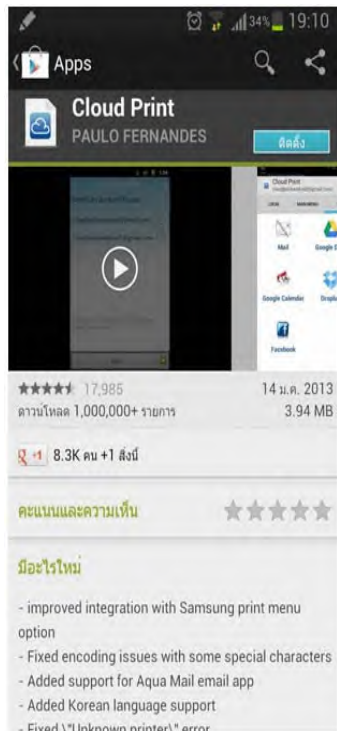 34% 19:10
Apps
Cloud Print
PAULO FERNANDES
ติดตั้ง
Cloud Print
Mail
Google Calendar
Facebook
17,985
14 ม.ค. 2013
ดาวน์โหลด 1,000,000+ รายการ
3.94 MB
+1 8.3K คน +1 สิ่งนี้
คะแนนและความเห็น
มีอะไรใหม่
- improved integration with Samsung print menu
option
- Fixed encoding issues with some special characters
- Added support for Aqua Mail email app
- Added Korean language support
- Fixed \"Unknown printer\" error